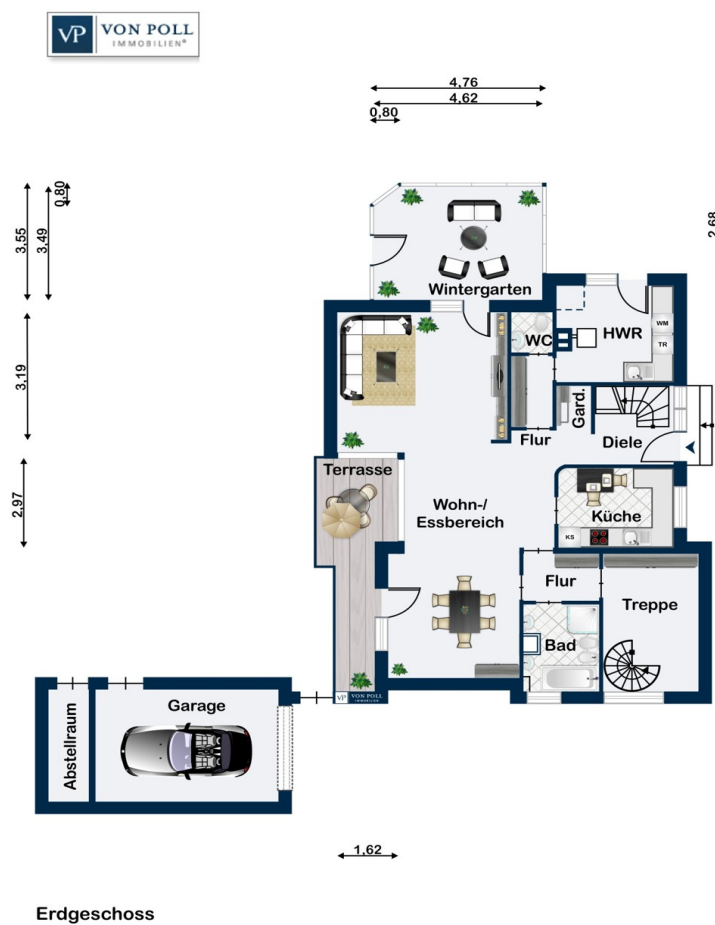 VP VON POLL
IMMOBILIEN®
4,76
4,62
0,80
0,80
3,55
3,49
2,68
Wintergarten
WC
HWR
WM
TR
3,19
Gard.
Flur
Diele
Terrasse
2,97
Wohn-/
Essbereich
Küche
KS
Flur
Treppe
Bad
VP VON POLL
IMMOBILIEN
Garage
Abstellraum
1,62
Erdgeschoss